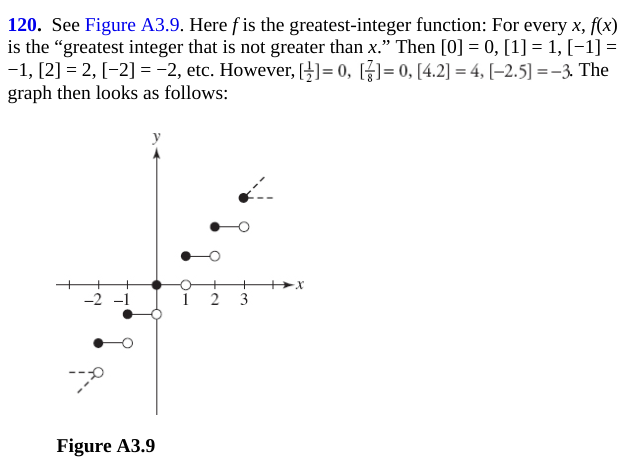 120. See Figure A3.9. Here f is the greatest-integer function: For every x, f(x)
is the “greatest integer that is not greater than x.” Then [0] = 0, [1] = 1, [−1] =
−1, [2] = 2, [−2] = −2, etc. However, [1/2] = 0, [7/8] = 0, [4.2] = 4, [−2.5] = −3. The
graph then looks as follows:
y
x
−2 −1 1 2 3
Figure A3.9